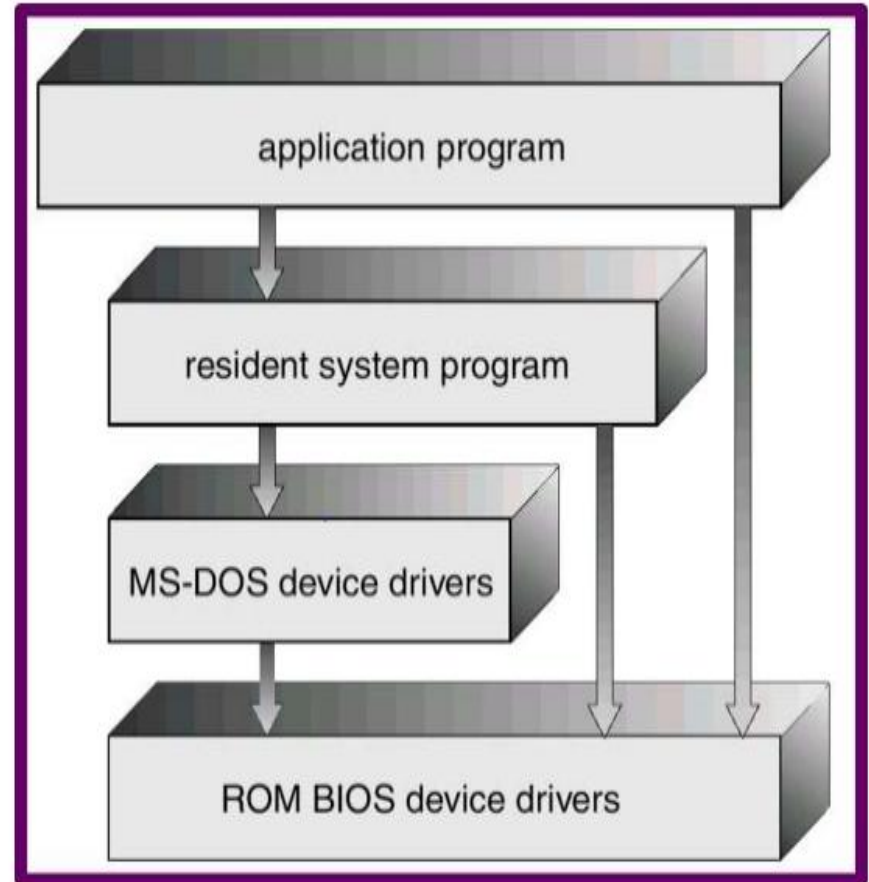 application program
resident system program
MS-DOS device drivers
ROM BIOS device drivers